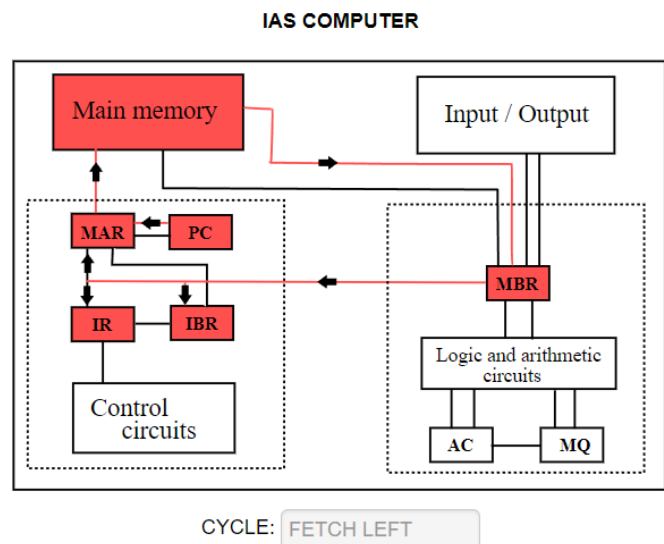 IAS COMPUTER
Main memory
Input / Output
MAR
PC
MBR
IR
IBR
Logic and arithmetic
circuits
Control
circuits
AC
MQ
CYCLE: FETCH LEFT